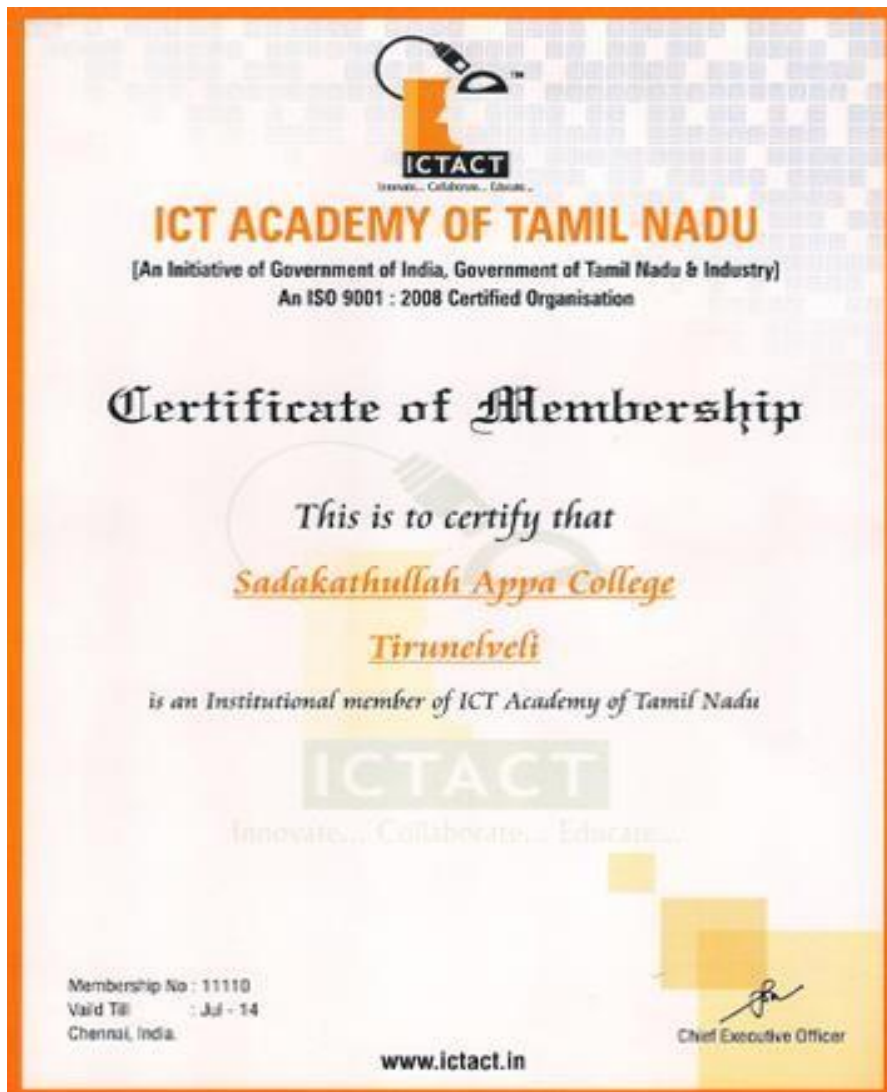 ICTACT
Innovate... Collaborate... Educate...
ICT ACADEMY OF TAMIL NADU
[An Initiative of Government of India, Government of Tamil Nadu & Industry]
An ISO 9001 : 2008 Certified Organisation
Certificate of Membership
This is to certify that
Sadakathullah Appa College
Tirunelveli
is an Institutional member of ICT Academy of Tamil Nadu
ICTACT
Innovate... Collaborate... Educate...
Membership No : 11110
Valid Till : Jul - 14
Chennai, India.
Chief Executive Officer
www.ictact.in